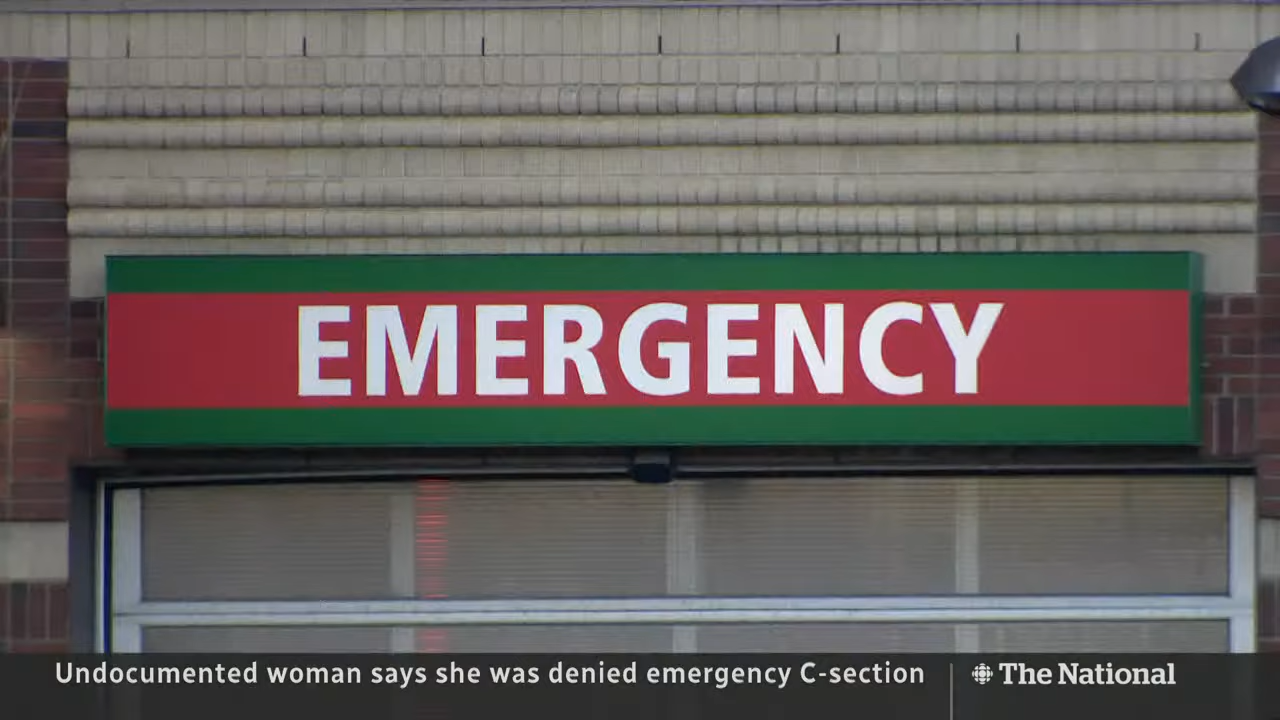 EMERGENCY
Undocumented woman says she was denied emergency C-section
The National